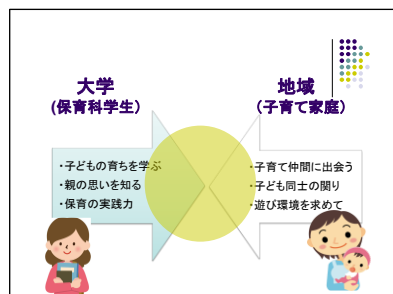 大学
(保育科学生)
地域
(子育て家庭)
・子どもの育ちを学ぶ
・親の思いを知る
・保育の実践力
・子育て仲間に出会う
・子ども同士の関り
・遊び環境を求めて